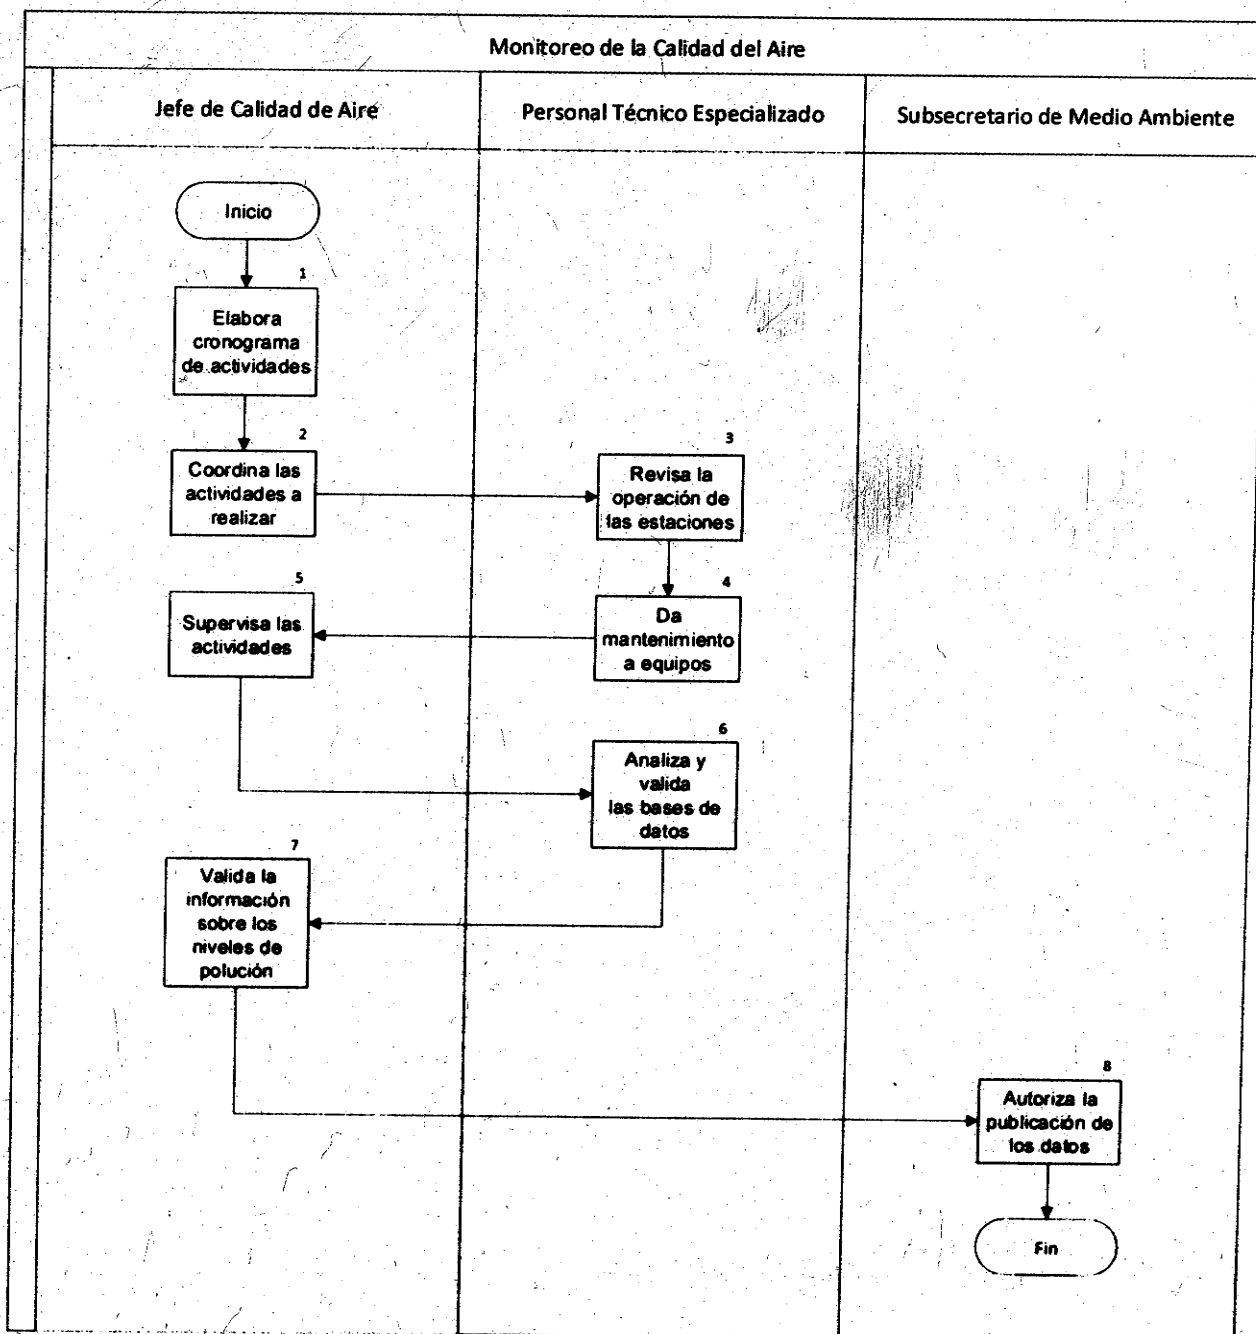 Monitoreo de la Calidad del Aire
Jefe de Calidad de Aire
Personal Técnico Especializado
Subsecretario de Medio Ambiente
Inicio
1
Elabora
cronograma
de actividades
2
Coordina las
actividades a
realizar
3
Revisa la
operación de
las estaciones
4
Da
mantenimiento
a equipos
5
Supervisa las
actividades
6
Analiza y
valida
las bases de
datos
7
Valida la
información
sobre los
niveles de
polución
8
Autoriza la
publicación de
los datos
Fin